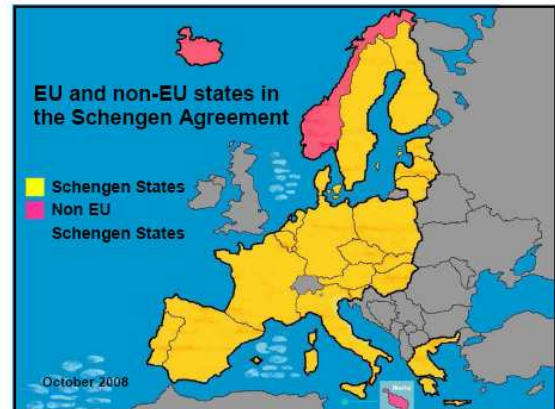 EU and non-EU states in
the Schengen Agreement
Schengen States
Non EU
Schengen States
October 2008
Malta